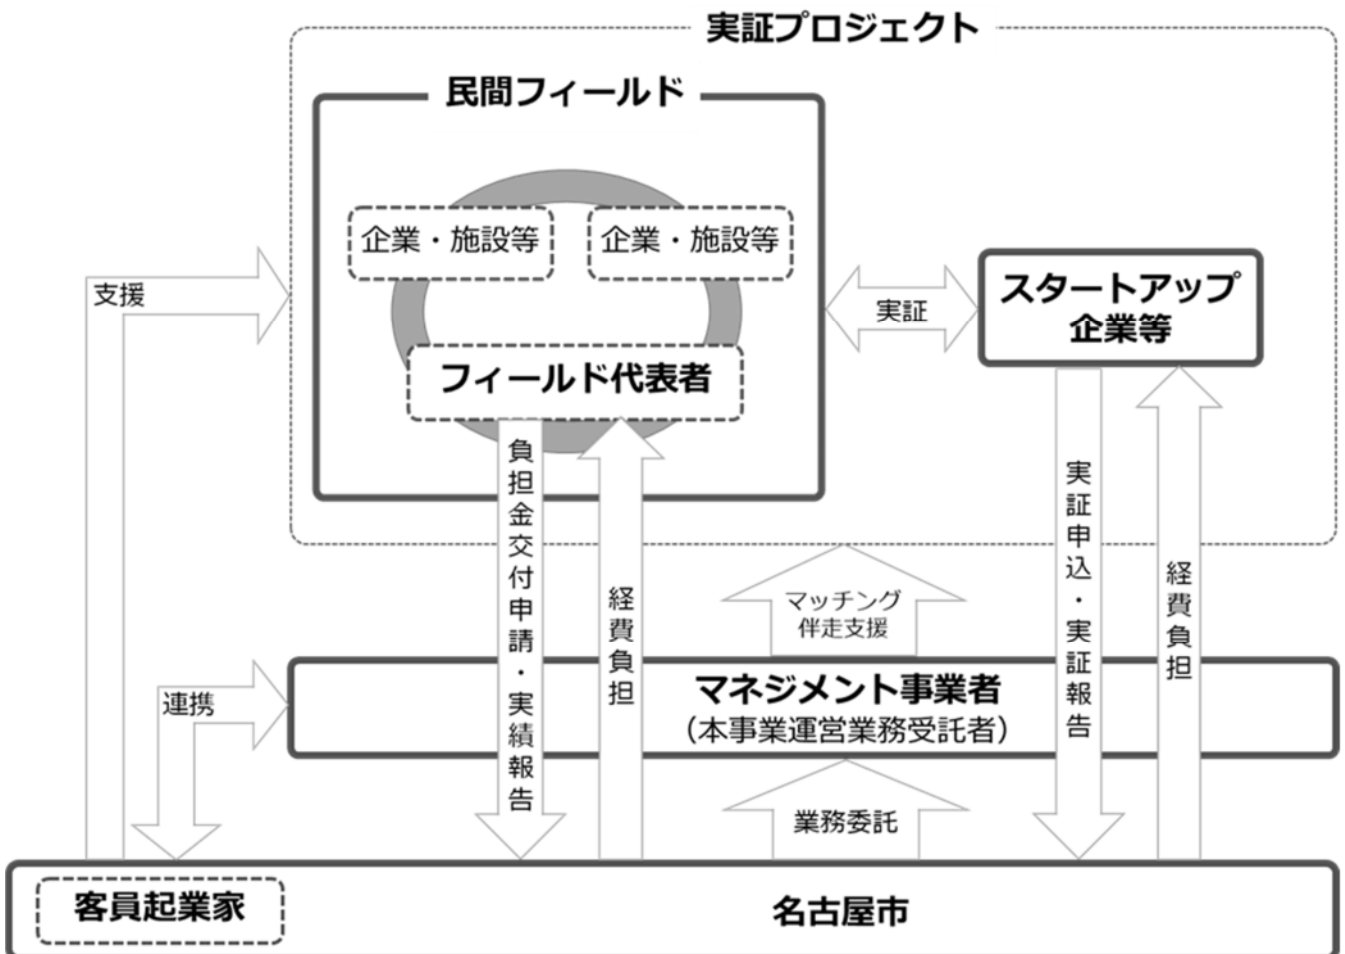 実証プロジェクト
民間フィールド
企業・施設等
企業・施設等
フィールド代表者
支援
実証
スタートアップ
企業等
負担金交付申請・実績報告
経費負担
マッチング
伴走支援
実証申込・実証報告
経費負担
連携
マネジメント事業者
（本事業運営業務受託者）
業務委託
客員起業家
名古屋市